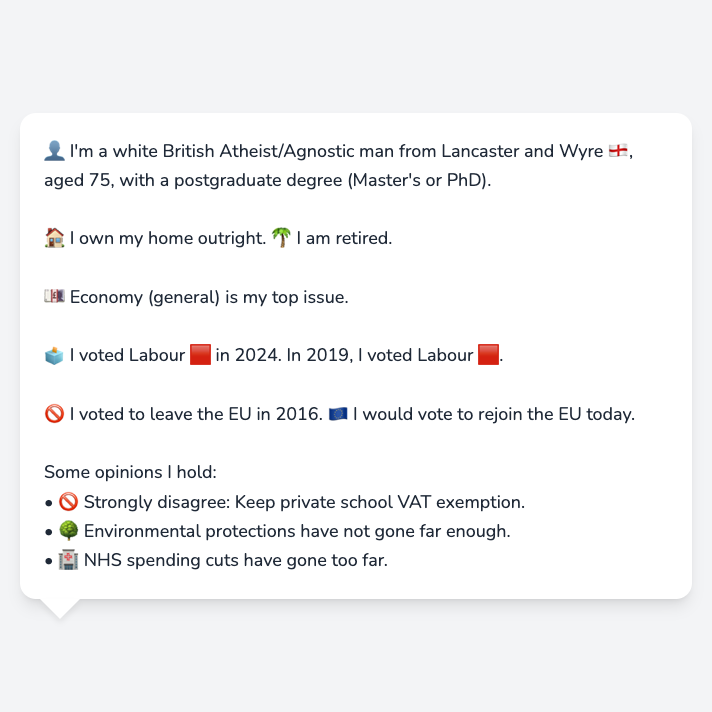 👤 I'm a white British Atheist/Agnostic man from Lancaster and Wyre 🏴󠁧󠁢󠁥󠁮󠁧󠁿,
aged 75, with a postgraduate degree (Master's or PhD).
🏠 I own my home outright. 🌴 I am retired.
💷 Economy (general) is my top issue.
🗳️ I voted Labour 🟥 in 2024. In 2019, I voted Labour 🟥.
🚫 I voted to leave the EU in 2016. 🇪🇺 I would vote to rejoin the EU today.
Some opinions I hold:
• 🚫 Strongly disagree: Keep private school VAT exemption.
• 🌳 Environmental protections have not gone far enough.
• 🏥 NHS spending cuts have gone too far.